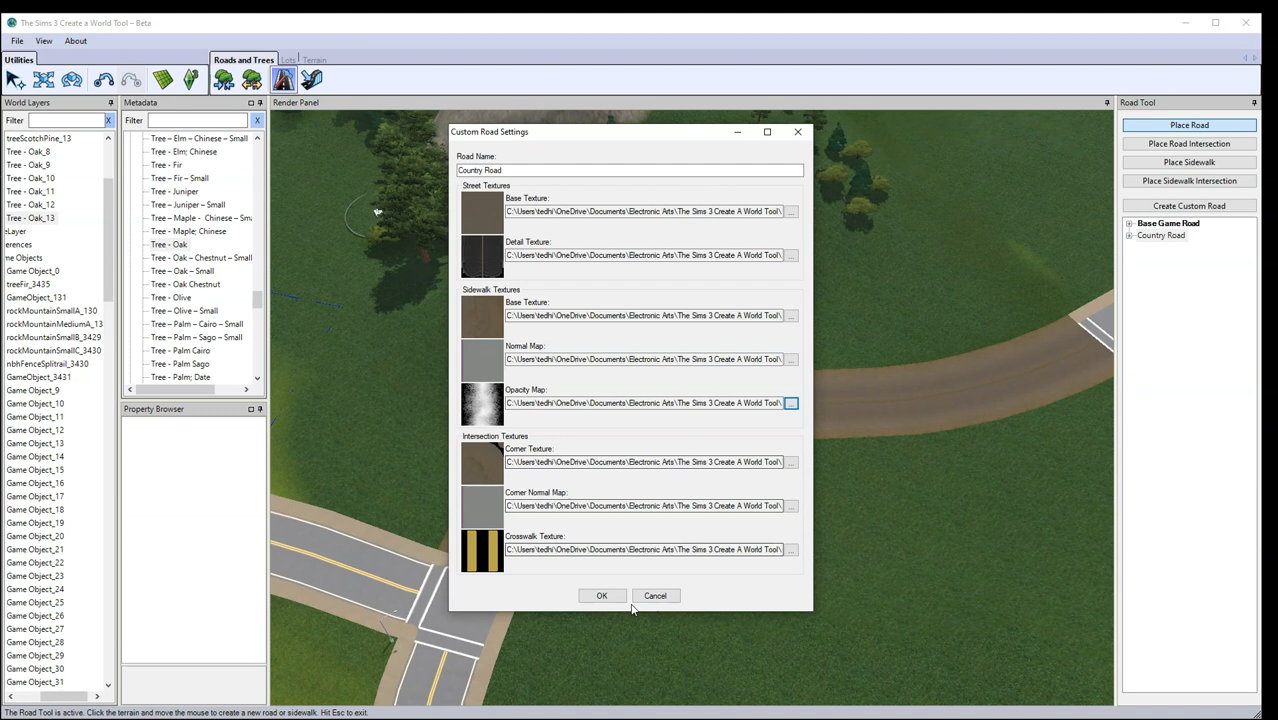 The Sims 3 Create a World Tool – Beta
File View About
Utilities
Roads and Trees Lots Terrain
World Layers
Filter X
treeScotchPine_13
Tree - Oak_8
Tree - Oak_9
Tree - Oak_10
Tree - Oak_11
Tree - Oak_12
Tree - Oak_13
eLayer
erences
me Objects
Game Object_0
treeFir_3435
GameObject_131
rockMountainSmallA_130
rockMountainMediumA_13
rockMountainSmallB_3429
rockMountainSmallC_3430
nbhFenceSplitrail_3430
GameObject_3431
Game Object_9
Game Object_10
Game Object_11
Game Object_12
Game Object_13
Game Object_14
Game Object_15
Game Object_16
Game Object_17
Game Object_18
Game Object_19
Game Object_20
Game Object_21
Game Object_22
Game Object_23
Game Object_24
Game Object_25
Game Object_26
Game Object_27
Game Object_28
Game Object_29
Game Object_30
Game Object_31
Metadata
Filter X
Tree – Elm – Chinese – Small
Tree – Elm; Chinese
Tree - Fir
Tree – Fir – Small
Tree - Juniper
Tree – Juniper – Small
Tree – Maple - Chinese – Sm
Tree – Maple; Chinese
Tree - Oak
Tree - Oak – Chestnut – Smal
Tree - Oak – Small
Tree - Oak Chestnut
Tree - Olive
Tree – Olive – Small
Tree – Palm – Cairo – Small
Tree – Palm – Sago – Small
Tree - Palm Cairo
Tree - Palm Sago
Tree - Palm; Date
Property Browser
Render Panel
Custom Road Settings
Road Name:
Country Road
Street Textures
Base Texture:
C:\Users\tedhi\OneDrive\Documents\Electronic Arts\The Sims 3 Create A World Tool\ ...
Detail Texture:
C:\Users\tedhi\OneDrive\Documents\Electronic Arts\The Sims 3 Create A World Tool\ ...
Sidewalk Textures
Base Texture:
C:\Users\tedhi\OneDrive\Documents\Electronic Arts\The Sims 3 Create A World Tool\ ...
Normal Map:
C:\Users\tedhi\OneDrive\Documents\Electronic Arts\The Sims 3 Create A World Tool\ ...
Opacity Map:
C:\Users\tedhi\OneDrive\Documents\Electronic Arts\The Sims 3 Create A World Tool\ ...
Intersection Textures
Corner Texture:
C:\Users\tedhi\OneDrive\Documents\Electronic Arts\The Sims 3 Create A World Tool\ ...
Corner Normal Map:
C:\Users\tedhi\OneDrive\Documents\Electronic Arts\The Sims 3 Create A World Tool\ ...
Crosswalk Texture:
C:\Users\tedhi\OneDrive\Documents\Electronic Arts\The Sims 3 Create A World Tool\ ...
OK Cancel
Road Tool
Place Road
Place Road Intersection
Place Sidewalk
Place Sidewalk Intersection
Create Custom Road
Base Game Road
Country Road
The Road Tool is active. Click the terrain and move the mouse to create a new road or sidewalk. Hit Esc to exit.